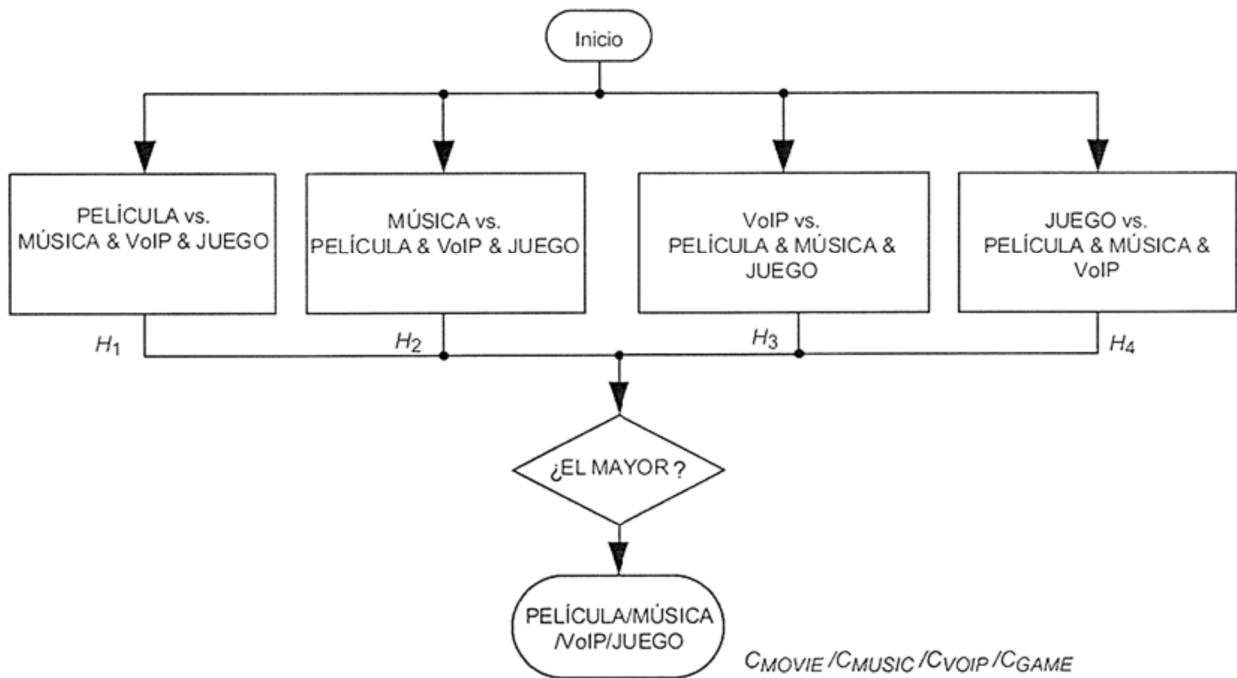 Inicio
PELÍCULA vs.
MÚSICA & VoIP & JUEGO
MÚSICA vs.
PELÍCULA & VoIP & JUEGO
VoIP vs.
PELÍCULA & MÚSICA &
JUEGO
JUEGO vs.
PELÍCULA & MÚSICA &
VoIP
H1
H2
H3
H4
¿EL MAYOR?
PELÍCULA/MÚSICA
/VoIP/JUEGO
CMOVIE/CMUSIC/CVOIP/CGAME